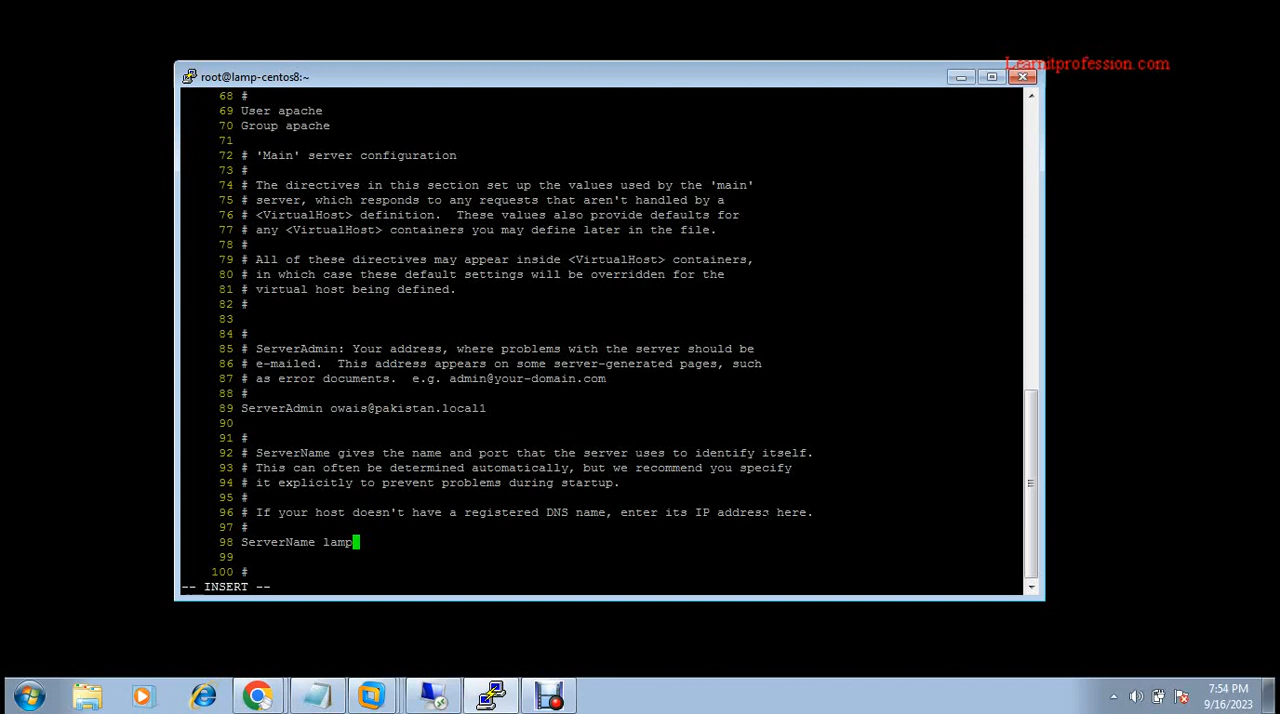 Learnitprofession.com
root@lamp-centos8:~
68 #
69 User apache
70 Group apache
71
72 # 'Main' server configuration
73 #
74 # The directives in this section set up the values used by the 'main'
75 # server, which responds to any requests that aren't handled by a
76 # <VirtualHost> definition.  These values also provide defaults for
77 # any <VirtualHost> containers you may define later in the file.
78 #
79 # All of these directives may appear inside <VirtualHost> containers,
80 # in which case these default settings will be overridden for the
81 # virtual host being defined.
82 #
83
84 #
85 # ServerAdmin: Your address, where problems with the server should be
86 # e-mailed.  This address appears on some server-generated pages, such
87 # as error documents.  e.g. admin@your-domain.com
88 #
89 ServerAdmin owais@pakistan.local1
90
91 #
92 # ServerName gives the name and port that the server uses to identify itself.
93 # This can often be determined automatically, but we recommend you specify
94 # it explicitly to prevent problems during startup.
95 #
96 # If your host doesn't have a registered DNS name, enter its IP address here.
97 #
98 ServerName lamp
99
100 #
-- INSERT --
7:54 PM
9/16/2023